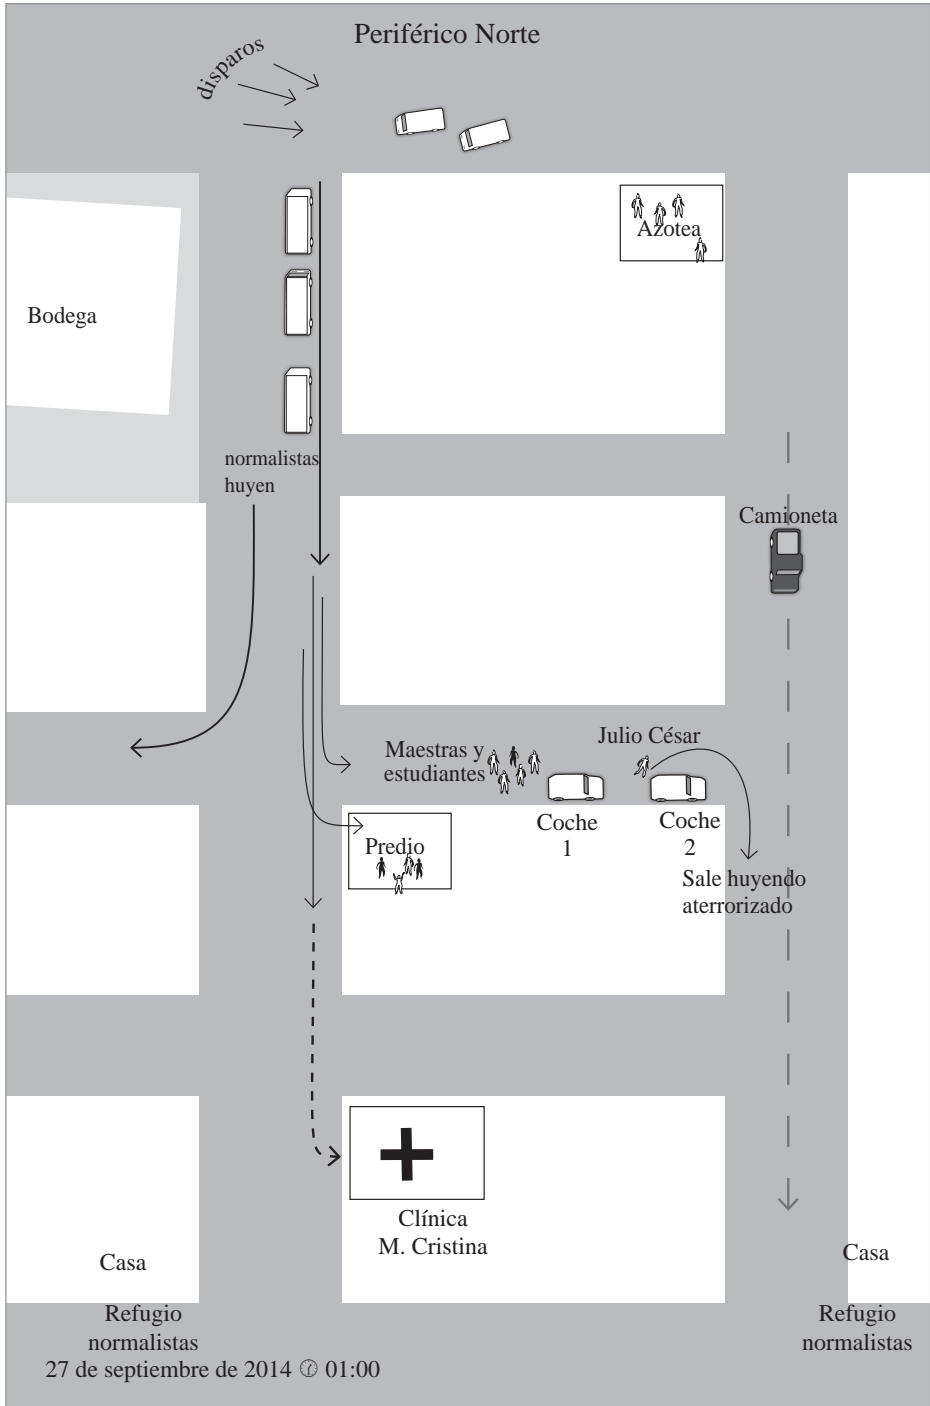 Periférico Norte
disparos
Azotea
Bodega
normalistas
huyen
Camioneta
Julio César
Maestras y
estudiantes
Coche
1
Coche
2
Predio
Sale huyendo
aterrorizado
Clínica
M. Cristina
Casa
Casa
Refugio
normalistas
Refugio
normalistas
27 de septiembre de 2014 01:00